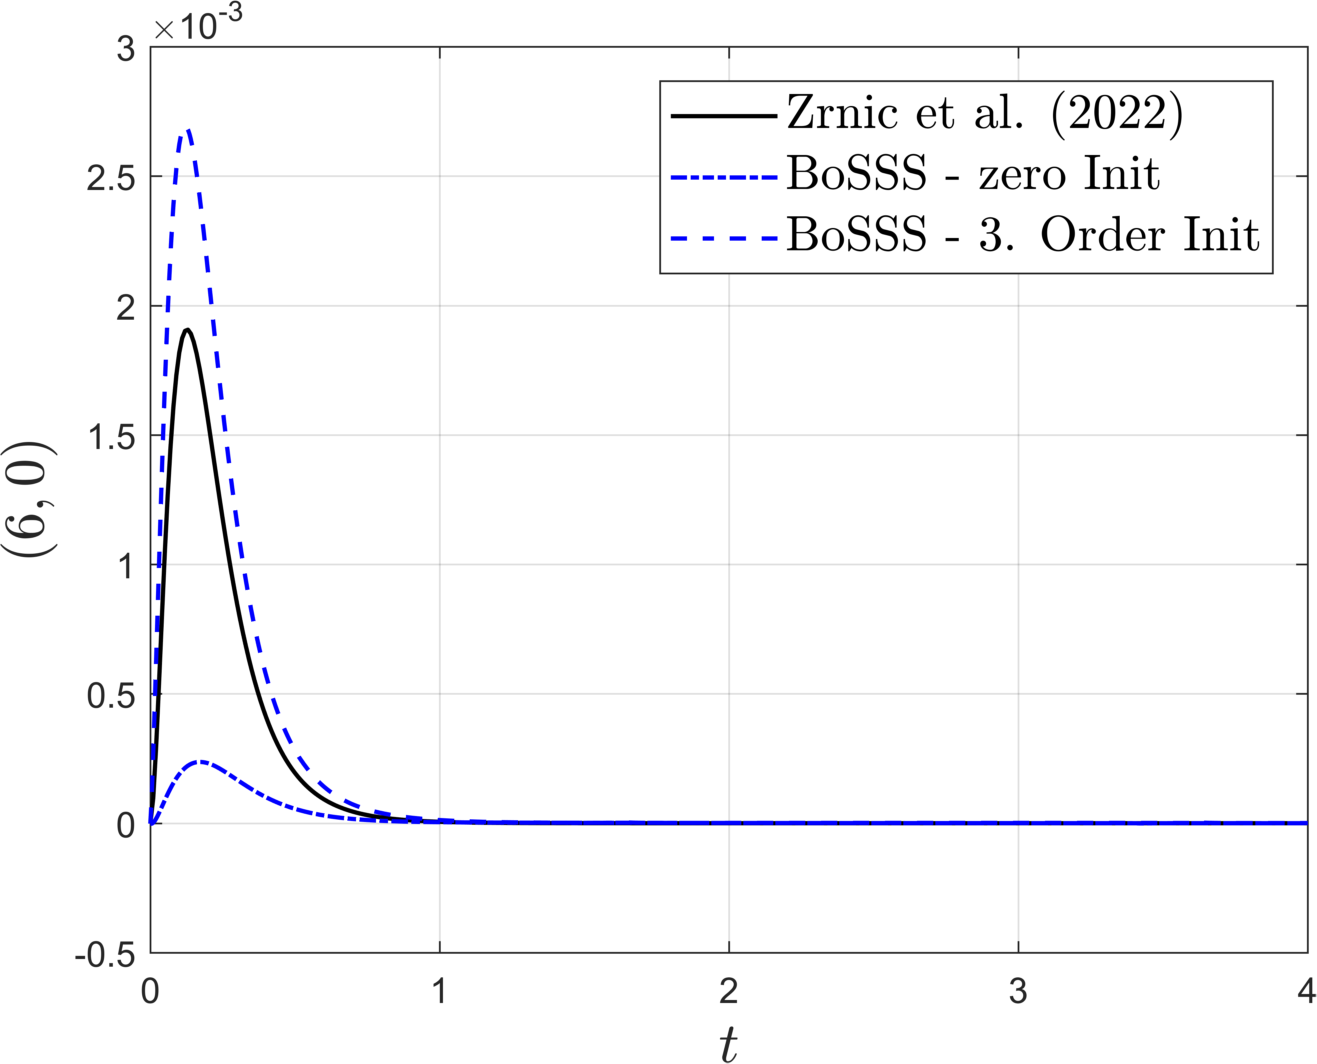 ×10⁻³
3
2.5
2
1.5
1
0.5
0
-0.5
(6, 0)
Zrnic et al. (2022)
BoSSS - zero Init
BoSSS - 3. Order Init
0 1 2 3 4
t